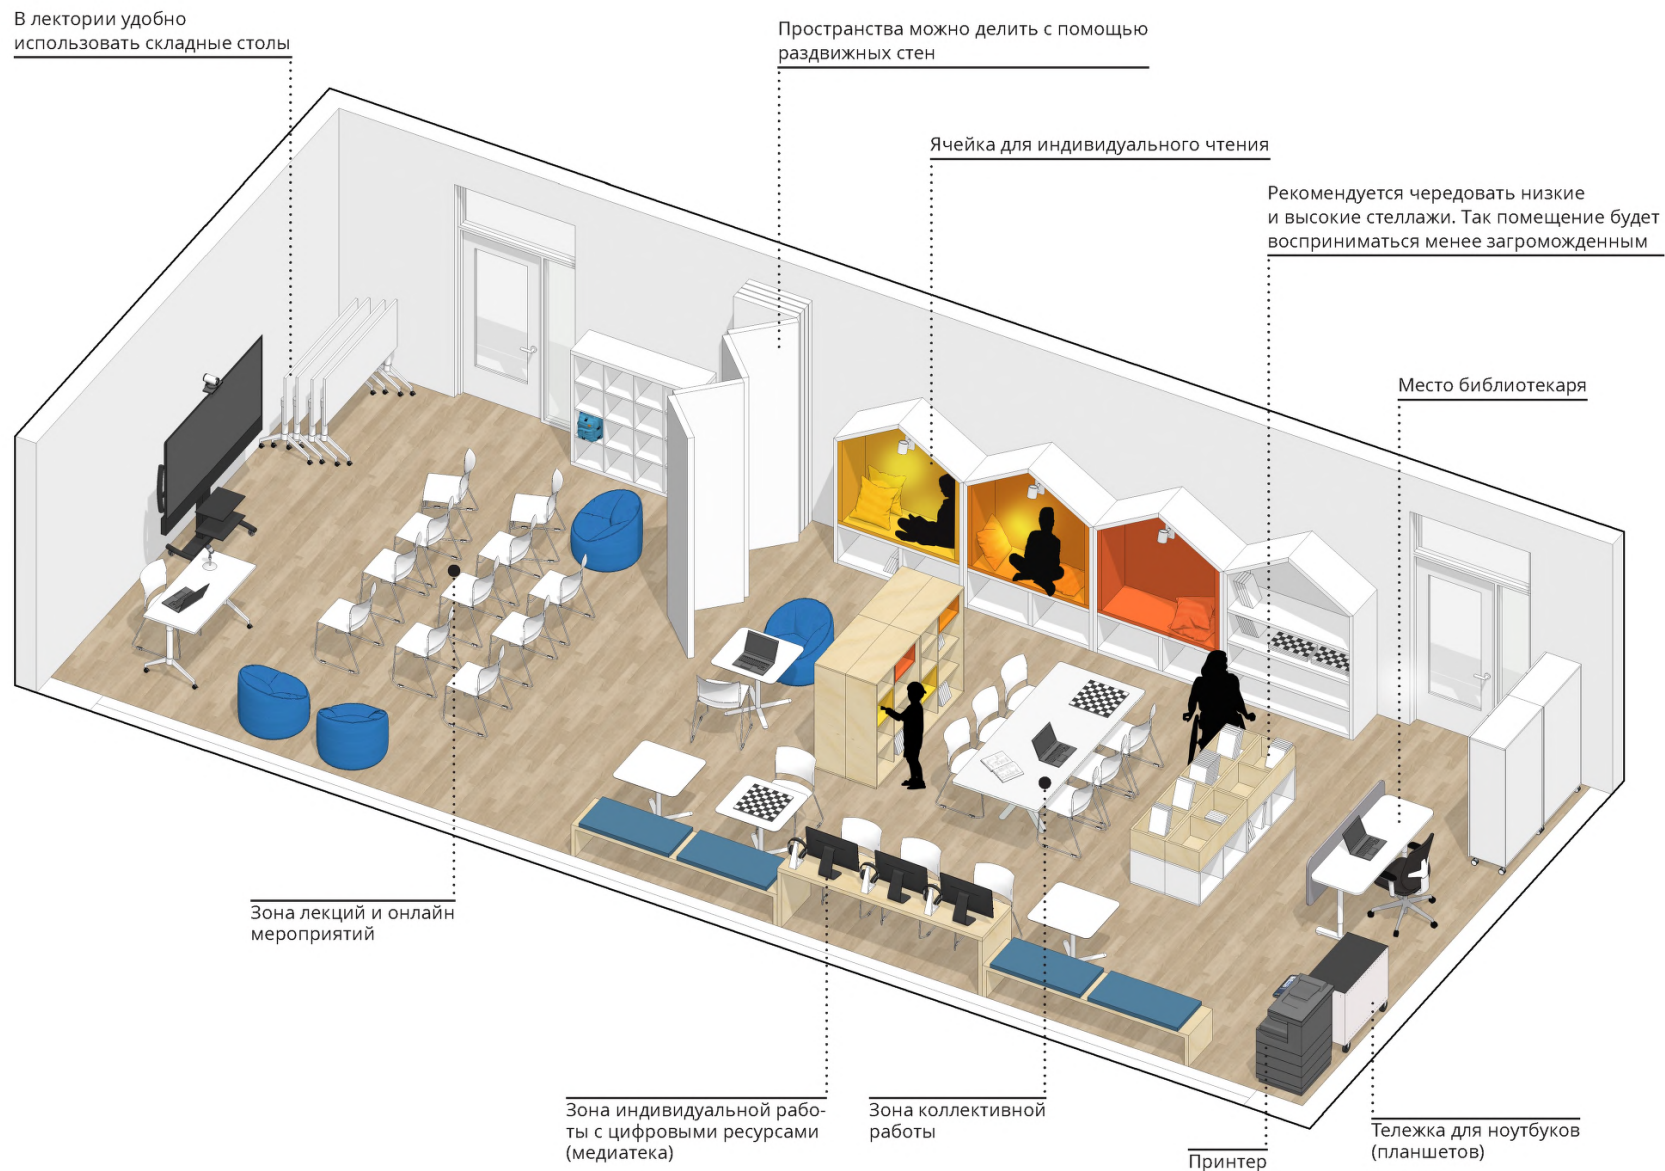 В лектории удобно
использовать складные столы
Пространства можно делить с помощью
раздвижных стен
Ячейка для индивидуального чтения
Рекомендуется чередовать низкие
и высокие стеллажи. Так помещение будет
восприниматься менее загроможденным
Место библиотекаря
Зона лекций и онлайн
мероприятий
Зона индивидуальной рабо-
ты с цифровыми ресурсами
(медиатека)
Зона коллективной
работы
Принтер
Тележка для ноутбуков
(планшетов)